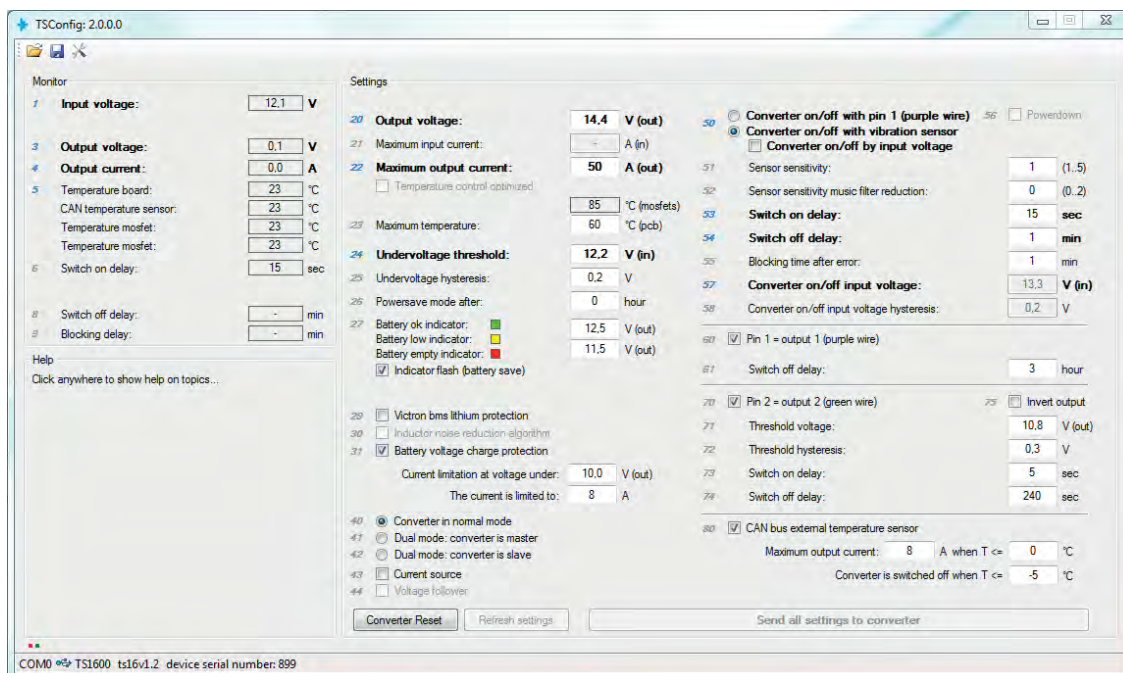 TSConfig: 2.0.0.0
Monitor
1 Input voltage: 12,1 V
3 Output voltage: 0,1 V
4 Output current: 0,0 A
5 Temperature board: 23 °C
CAN temperature sensor: 23 °C
Temperature mosfet: 23 °C
Temperature mosfet: 23 °C
6 Switch on delay: 15 sec
8 Switch off delay: - min
9 Blocking delay: - min
Help
Click anywhere to show help on topics...
Settings
20 Output voltage: 14,4 V (out)
21 Maximum input current: - A (in)
22 Maximum output current: 50 A (out)
Temperature control optimized
85 °C (mosfets)
23 Maximum temperature: 60 °C (pcb)
24 Undervoltage threshold: 12,2 V (in)
25 Undervoltage hysteresis: 0,2 V
26 Powersave mode after: 0 hour
27 Battery ok indicator: 12,5 V (out)
Battery low indicator:
Battery empty indicator: 11,5 V (out)
Indicator flash (battery save)
29 Victron bms lithium protection
30 Inductor noise reduction algorithm
31 Battery voltage charge protection
Current limitation at voltage under: 10,0 V (out)
The current is limited to: 8 A
40 Converter in normal mode
41 Dual mode: converter is master
42 Dual mode: converter is slave
43 Current source
44 Voltage follower
50 Converter on/off with pin 1 (purple wire) 56 Powerdown
Converter on/off with vibration sensor
Converter on/off by input voltage
51 Sensor sensitivity: 1 (1..5)
52 Sensor sensitivity music filter reduction: 0 (0..2)
53 Switch on delay: 15 sec
54 Switch off delay: 1 min
55 Blocking time after error: 1 min
57 Converter on/off input voltage: 13,3 V (in)
58 Converter on/off input voltage hysteresis: 0,2 V
60 Pin 1 = output 1 (purple wire)
61 Switch off delay: 3 hour
70 Pin 2 = output 2 (green wire) 75 Invert output
71 Threshold voltage: 10,8 V (out)
72 Threshold hysteresis: 0,3 V
73 Switch on delay: 5 sec
74 Switch off delay: 240 sec
80 CAN bus external temperature sensor
Maximum output current: 8 A when T <= 0 °C
Converter is switched off when T <= -5 °C
Converter Reset Refresh settings Send all settings to converter
COM0 TS1600 ts16v1.2 device serial number: 899